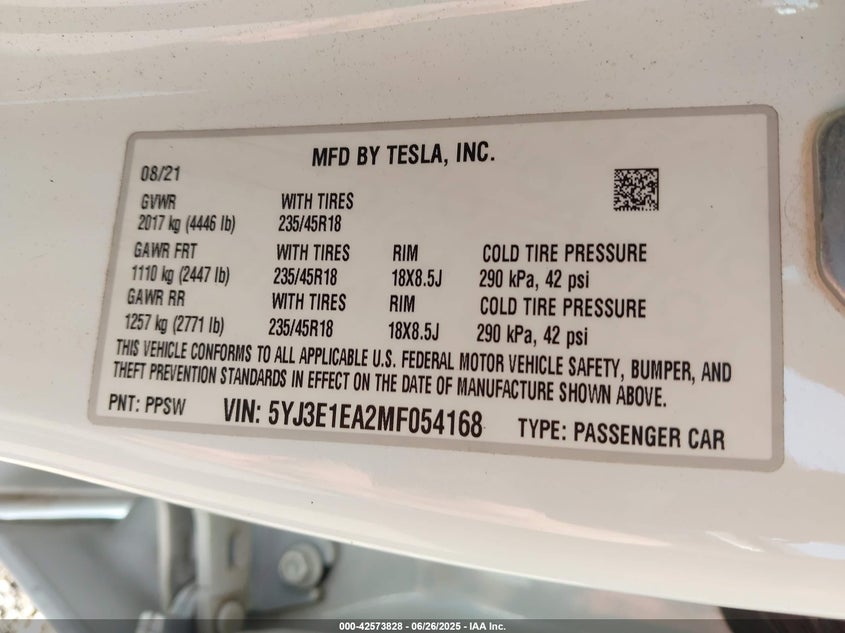 MFD BY TESLA, INC.
08/21
GVWR WITH TIRES
2017 kg (4446 lb) 235/45R18
GAWR FRT WITH TIRES RIM COLD TIRE PRESSURE
1110 kg (2447 lb) 235/45R18 18X8.5J 290 kPa, 42 psi
GAWR RR WITH TIRES RIM COLD TIRE PRESSURE
1257 kg (2771 lb) 235/45R18 18X8.5J 290 kPa, 42 psi
THIS VEHICLE CONFORMS TO ALL APPLICABLE U.S. FEDERAL MOTOR VEHICLE SAFETY, BUMPER, AND
THEFT PREVENTION STANDARDS IN EFFECT ON THE DATE OF MANUFACTURE SHOWN ABOVE.
PNT: PPSW VIN: 5YJ3E1EA2MF054168 TYPE: PASSENGER CAR
000-42573828 - 06/26/2025 - IAA Inc.